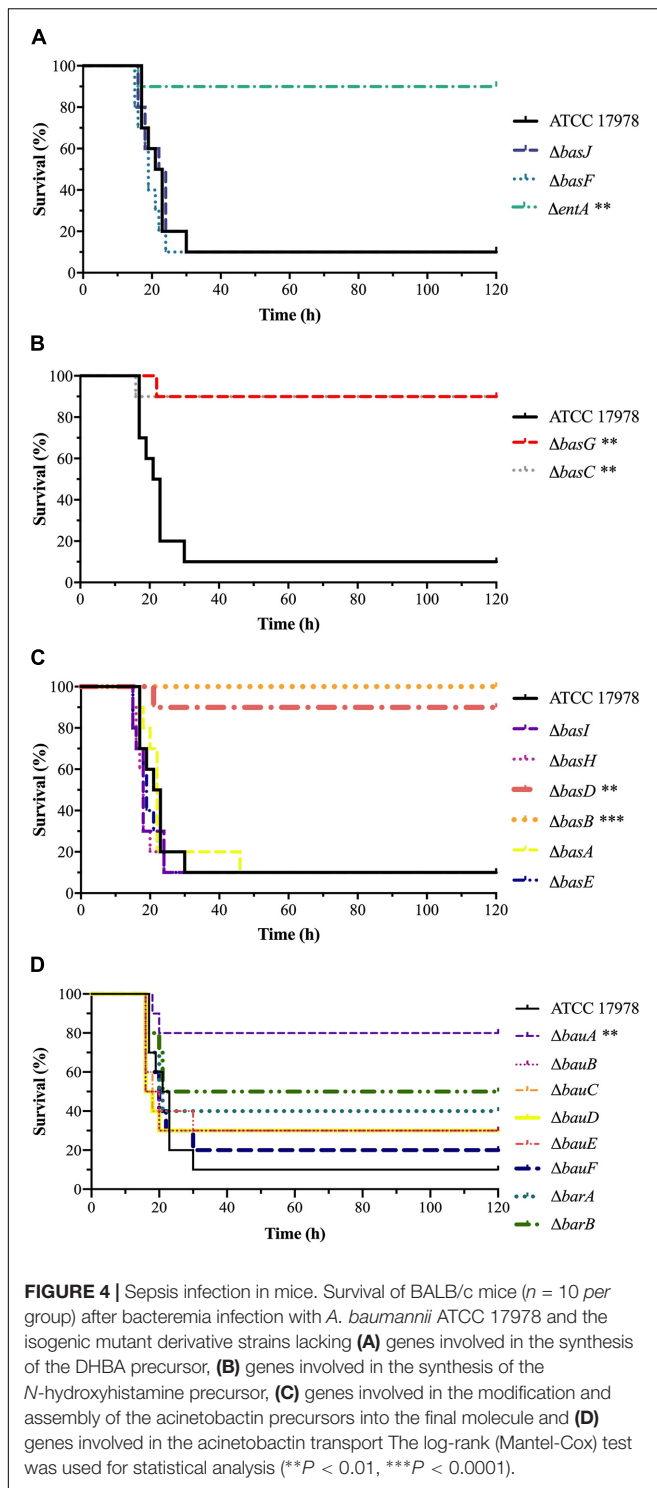 A
Survival (%)
100
80
60
40
20
0
0 20 40 60 80 100 120
Time (h)
ATCC 17978
ΔbasJ
ΔbasF
ΔentA **
B
Survival (%)
100
80
60
40
20
0
0 20 40 60 80 100 120
Time (h)
ATCC 17978
ΔbasG **
ΔbasC **
C
Survival (%)
100
80
60
40
20
0
0 20 40 60 80 100 120
Time (h)
ATCC 17978
ΔbasI
ΔbasH
ΔbasD **
ΔbasB ***
ΔbasA
ΔbasE
D
Survival (%)
100
80
60
40
20
0
0 20 40 60 80 100 120
Time (h)
ATCC 17978
ΔbauA **
ΔbauB
ΔbauC
ΔbauD
ΔbauE
ΔbauF
ΔbarA
ΔbarB
FIGURE 4 | Sepsis infection in mice. Survival of BALB/c mice (n = 10 per
group) after bacteremia infection with A. baumannii ATCC 17978 and the
isogenic mutant derivative strains lacking (A) genes involved in the synthesis
of the DHBA precursor, (B) genes involved in the synthesis of the
N-hydroxyhistamine precursor, (C) genes involved in the modification and
assembly of the acinetobactin precursors into the final molecule and (D)
genes involved in the acinetobactin transport The log-rank (Mantel-Cox) test
was used for statistical analysis (**P < 0.01, ***P < 0.0001).